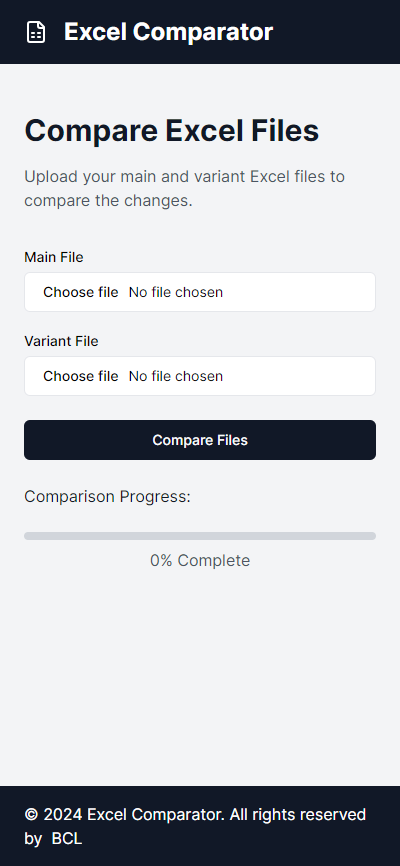 Excel Comparator
Compare Excel Files
Upload your main and variant Excel files to
compare the changes.
Main File
Choose file No file chosen
Variant File
Choose file No file chosen
Compare Files
Comparison Progress:
0% Complete
© 2024 Excel Comparator. All rights reserved
by BCL